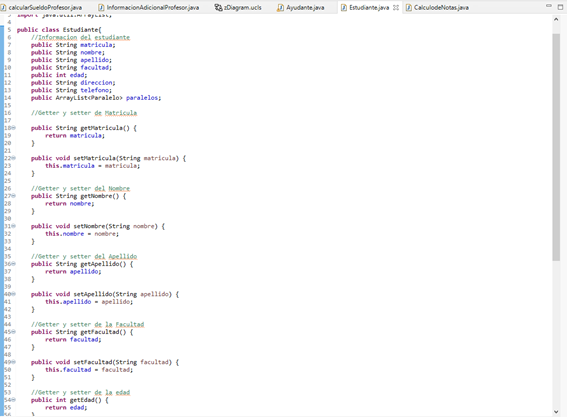 calcularSueldoProfesor.java InformacionAdicionalProfesor.java zDiagram.ucls Ayudante.java Estudiante.java CalculodeNotas.java
3 import java.util.ArrayList;
5 public class Estudiante{
6 //Informacion del estudiante
7 public String matricula;
8 public String nombre;
9 public String apellido;
10 public String facultad;
11 public int edad;
12 public String direccion;
13 public String telefono;
14 public ArrayList<Paralelo> paralelos;
15
16 //Getter y setter de Matricula
17
18 public String getMatricula() {
19 return matricula;
20 }
21
22 public void setMatricula(String matricula) {
23 this.matricula = matricula;
24 }
25
26 //Getter y setter del Nombre
27 public String getNombre() {
28 return nombre;
29 }
30
31 public void setNombre(String nombre) {
32 this.nombre = nombre;
33 }
34
35 //Getter y setter del Apellido
36 public String getApellido() {
37 return apellido;
38 }
39
40 public void setApellido(String apellido) {
41 this.apellido = apellido;
42 }
43
44 //Getter y setter de la Facultad
45 public String getFacultad() {
46 return facultad;
47 }
48
49 public void setFacultad(String facultad) {
50 this.facultad = facultad;
51 }
52
53 //Getter y setter de la edad
54 public int getEdad() {
55 return edad;